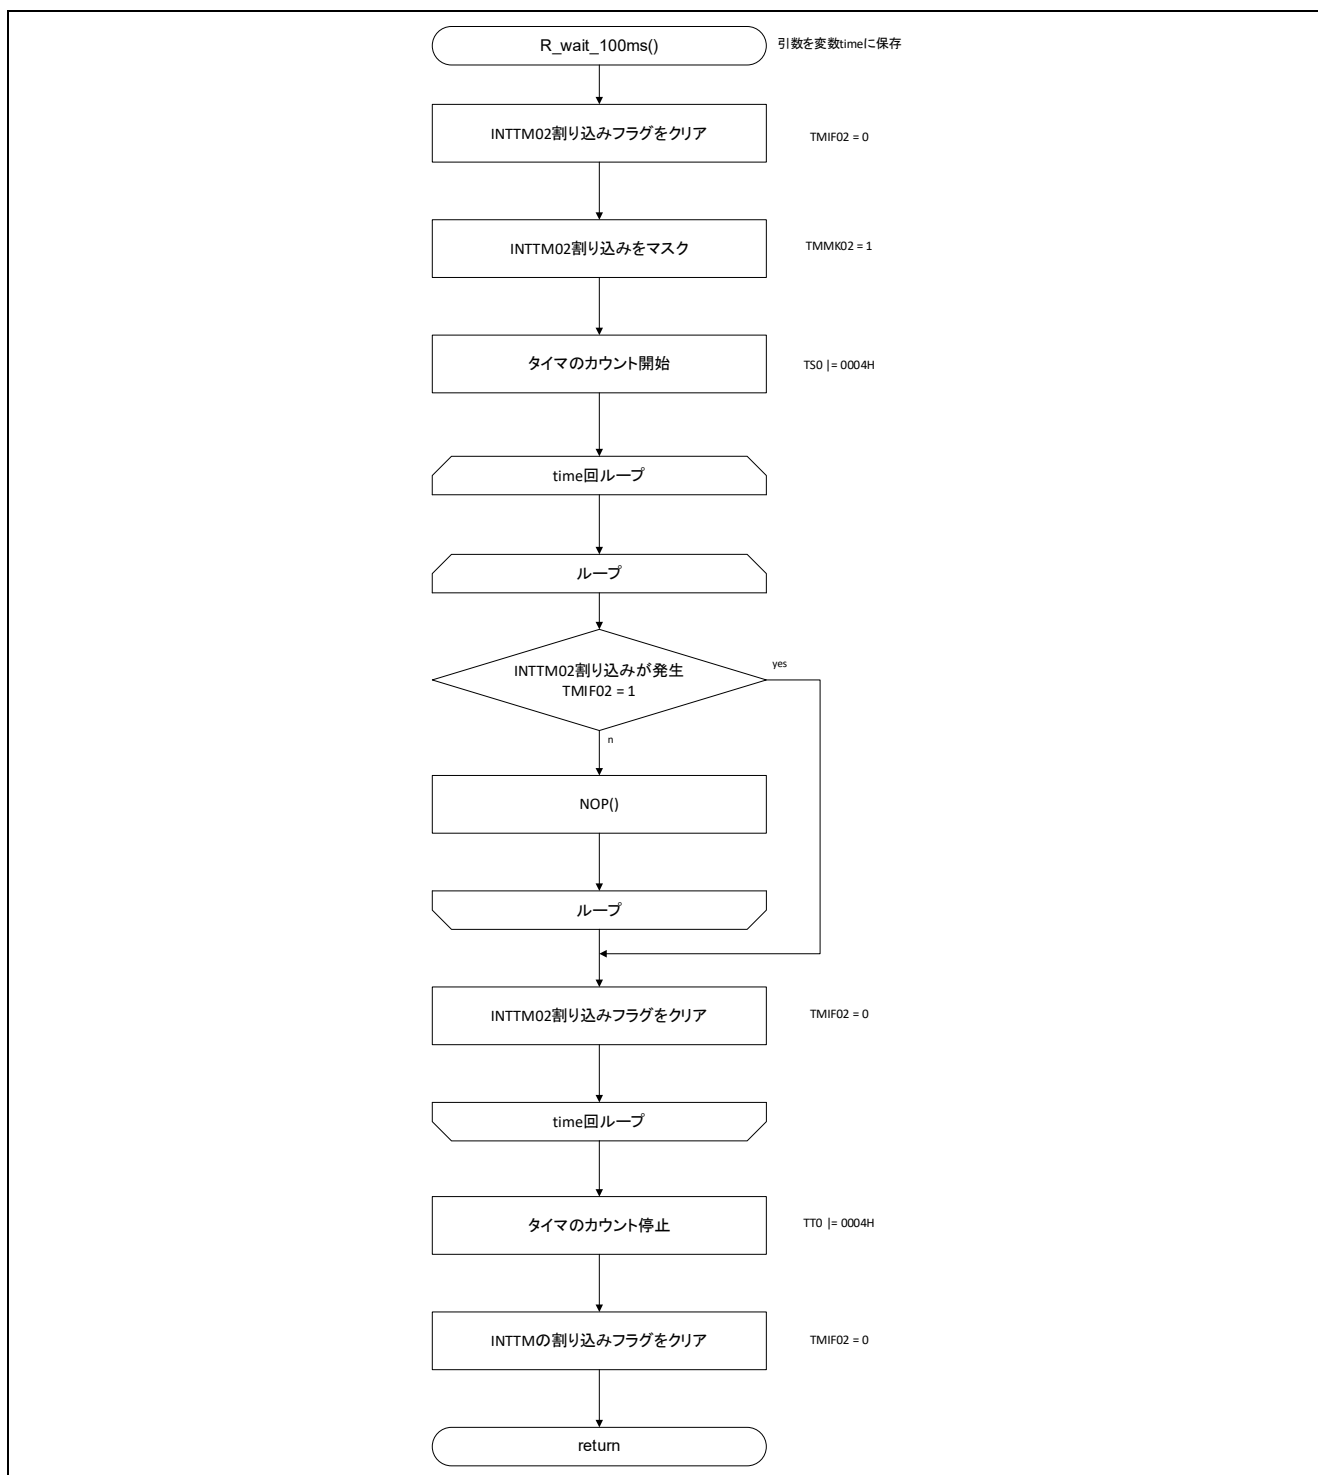 R_wait_100ms()
引数を変数timeに保存
INTTM02割り込みフラグをクリア
TMIF02 = 0
INTTM02割り込みをマスク
TMMK02 = 1
タイマのカウント開始
TS0 |= 0004H
time回ループ
ループ
INTTM02割り込みが発生
TMIF02 = 1
yes
n
NOP()
ループ
INTTM02割り込みフラグをクリア
TMIF02 = 0
time回ループ
タイマのカウント停止
TT0 |= 0004H
INTTMの割り込みフラグをクリア
TMIF02 = 0
return